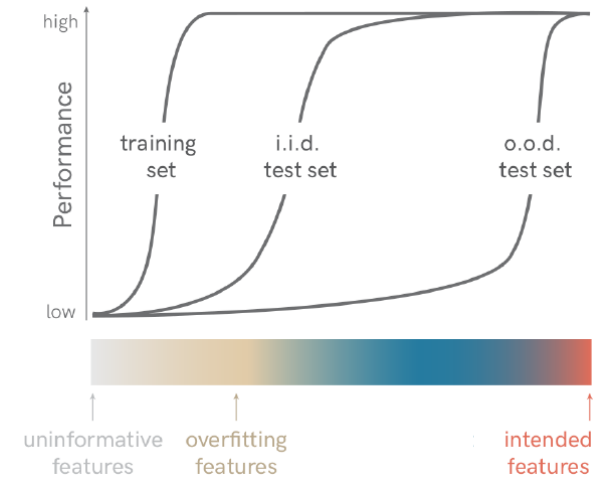 high
Performance
low
training
set
i.i.d.
test set
o.o.d.
test set
uninformative
features
overfitting
features
intended
features